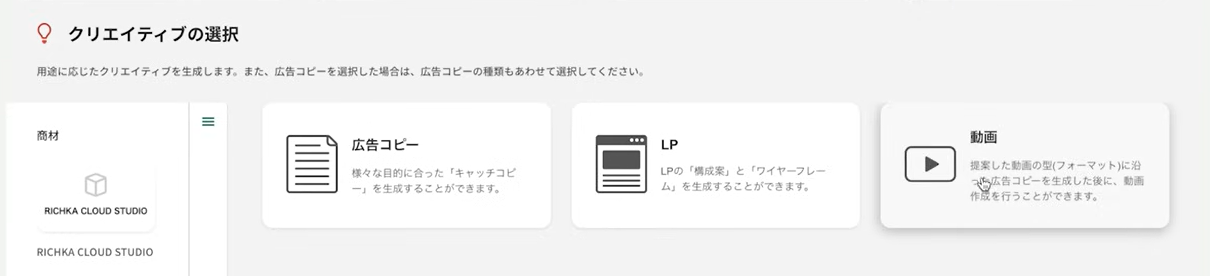 クリエイティブの選択
用途に応じたクリエイティブを生成します。また、広告コピーを選択した場合は、広告コピーの種類もあわせて選択してください。
商材
RICHKA CLOUD STUDIO
RICHKA CLOUD STUDIO
広告コピー
様々な目的に合った「キャッチコピ
ー」を生成することができます。
LP
LPの「構成案」と「ワイヤーフレー
ム」を生成することができます。
動画
提案した動画の型(フォーマット)に沿
った広告コピーを生成した後に、動画
作成を行うことができます。